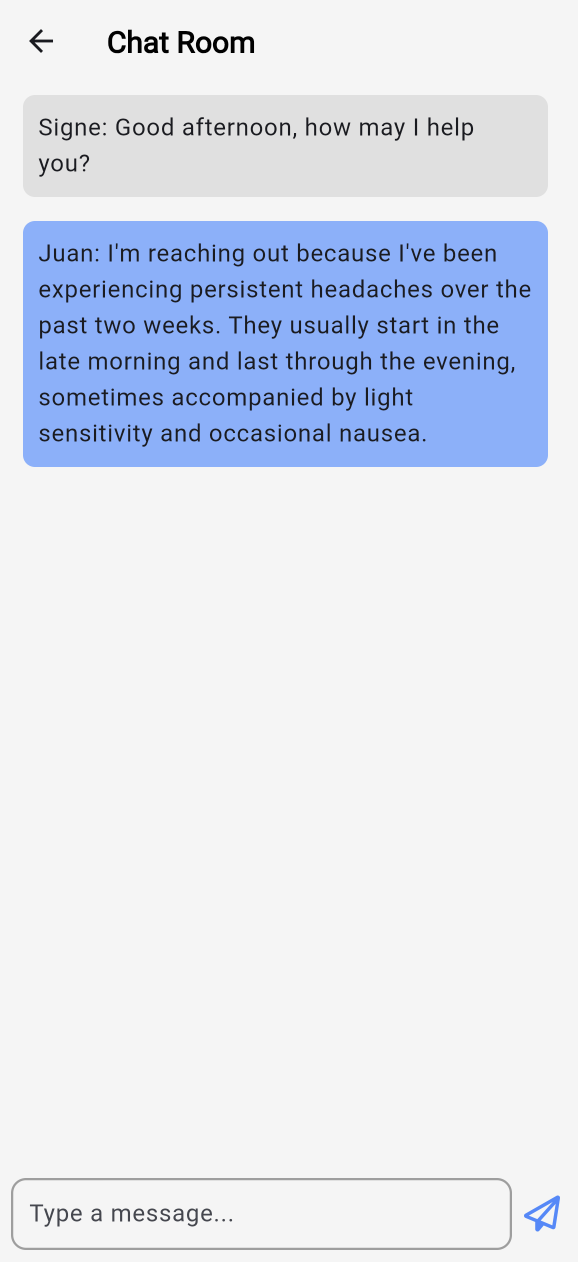 Chat Room
Signe: Good afternoon, how may I help
you?
Juan: I'm reaching out because I've been
experiencing persistent headaches over the
past two weeks. They usually start in the
late morning and last through the evening,
sometimes accompanied by light
sensitivity and occasional nausea.
Type a message...